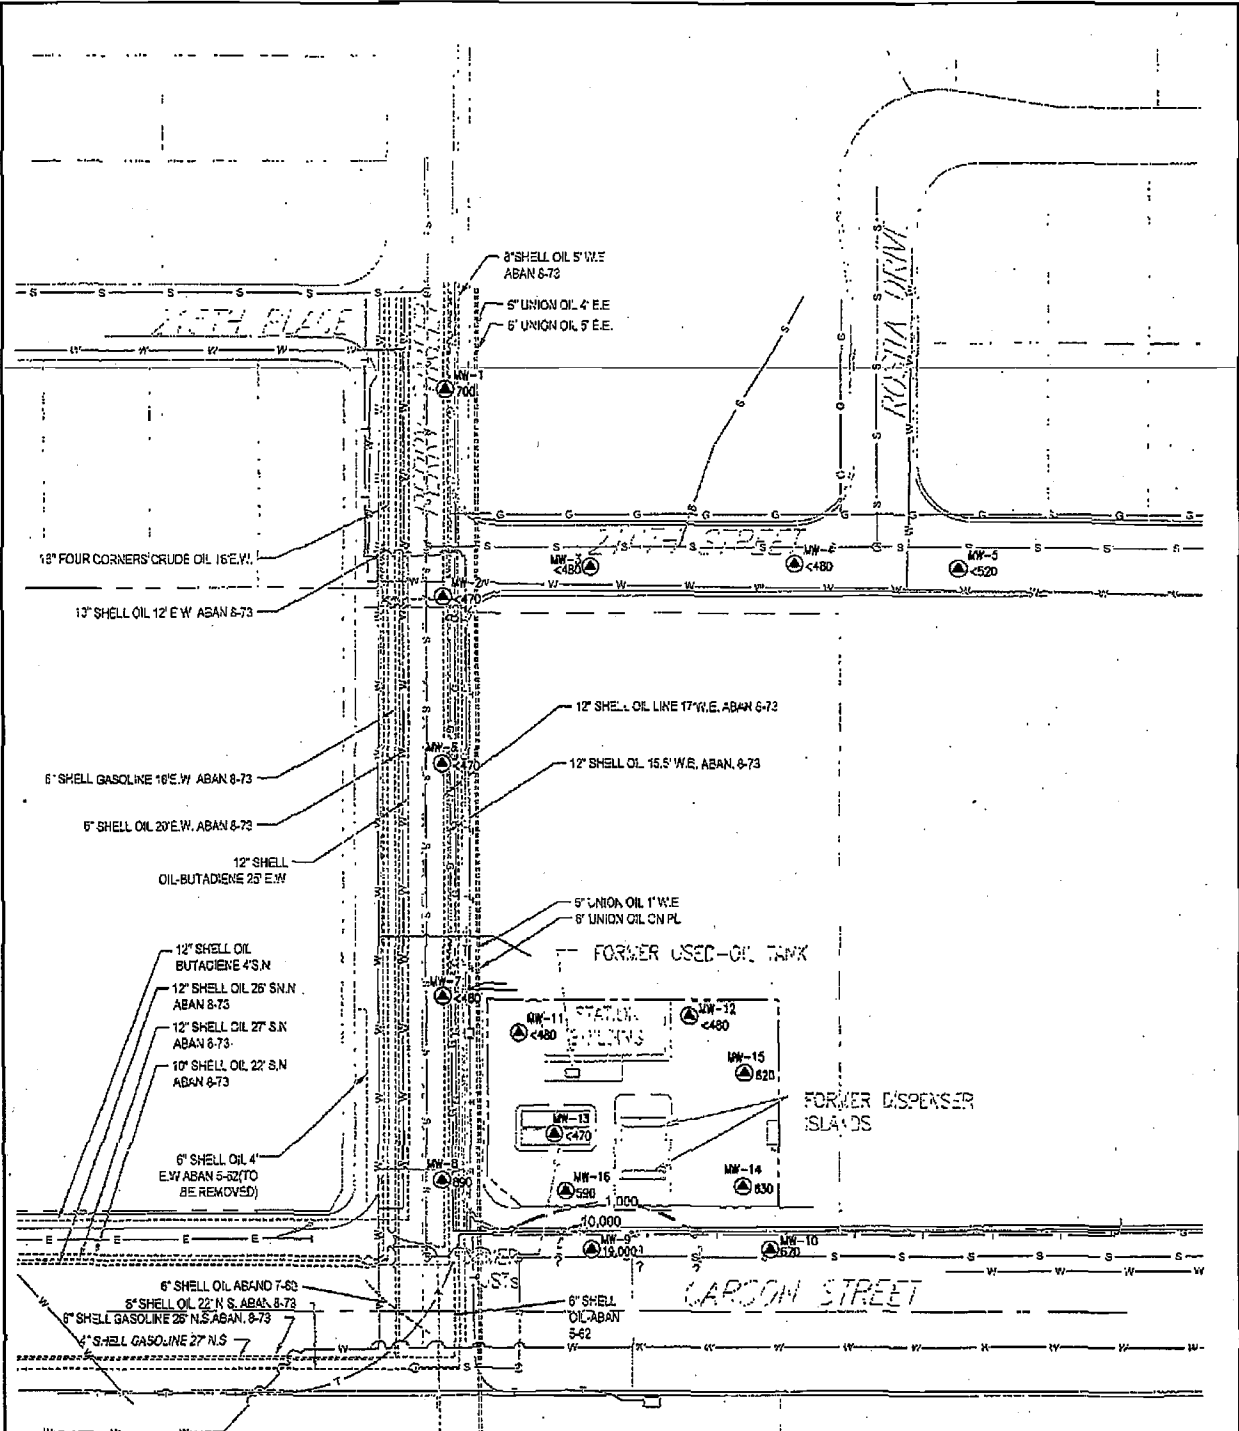 8" SHELL OIL 5' W.E
ABAN 8-73
6" UNION OIL 4' E.E
6" UNION OIL 5' E.E.
MW-1
700
ROSITA DRIVE
MW-3
<480
MW-4
<480
MW-5
<520
MW-2
<470
18" FOUR CORNERS CRUDE OIL 16'E.W.
13" SHELL OIL 12' E W ABAN 8-73
12" SHELL OIL LINE 17'W.E. ABAN 8-73
<470
12" SHELL OIL 15.5' W.E. ABAN. 8-73
6" SHELL GASOLINE 16'E.W ABAN 8-73
6" SHELL OIL 20'E.W. ABAN 8-73
12" SHELL
OIL-BUTADIENE 25' E.W
UNION OIL 1' W.E
6" UNION OIL ON PL
FORMER USED-OIL TANK
12" SHELL OIL
BUTADIENE 4'S.N
12" SHELL OIL 26' SN.N
ABAN 8-73
12" SHELL OIL 27' S.N
ABAN 8-73
10" SHELL OIL 22' S.N
ABAN 8-73
MW-7
<480
MW-11
<480
STATION
BUILDING
MW-12
<480
MW-15
620
FORMER DISPENSER
ISLANDS
MW-13
<470
6" SHELL OIL 4'
E.W ABAN 5-62(TO
BE REMOVED)
MW-8
890
MW-16
590
MW-14
630
1,000
10,000
MW-9
19,000
MW-10
620
CARSON STREET
6" SHELL OIL ABAND 7-63
8" SHELL OIL 22' N S. ABAN 8-73
6" SHELL GASOLINE 26' N.S.ABAN. 8-73
4" SHELL GASOLINE 27' N.S
6" SHELL
OIL-ABAN
5-62